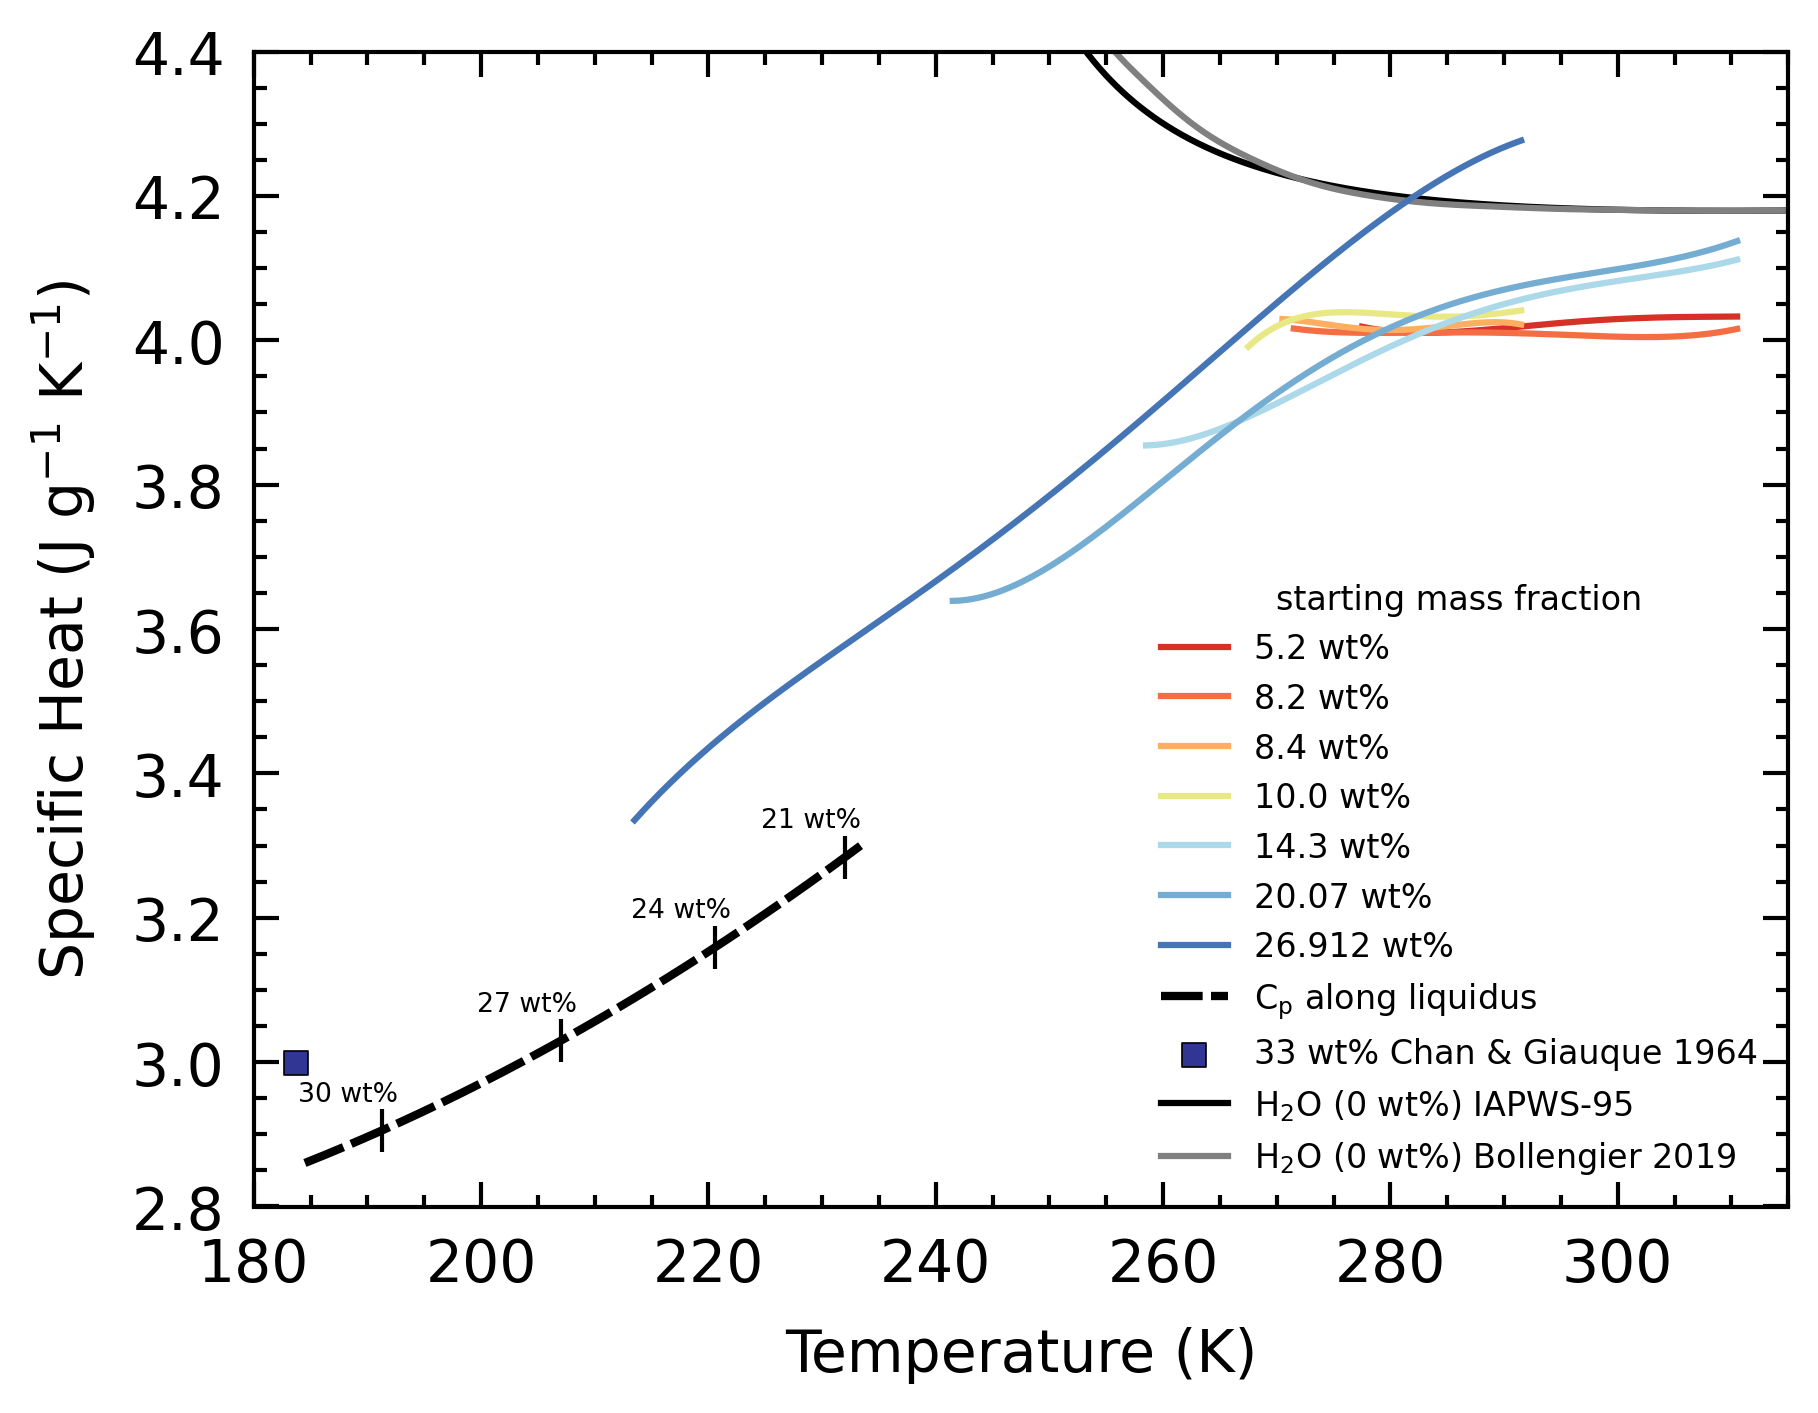 4.4
4.2
4.0
3.8
3.6
3.4
3.2
3.0
2.8
Specific Heat (J g⁻¹ K⁻¹)
21 wt%
24 wt%
27 wt%
30 wt%
starting mass fraction
5.2 wt%
8.2 wt%
8.4 wt%
10.0 wt%
14.3 wt%
20.07 wt%
26.912 wt%
Cₚ along liquidus
33 wt% Chan & Giauque 1964
H₂O (0 wt%) IAPWS-95
H₂O (0 wt%) Bollengier 2019
180 200 220 240 260 280 300
Temperature (K)